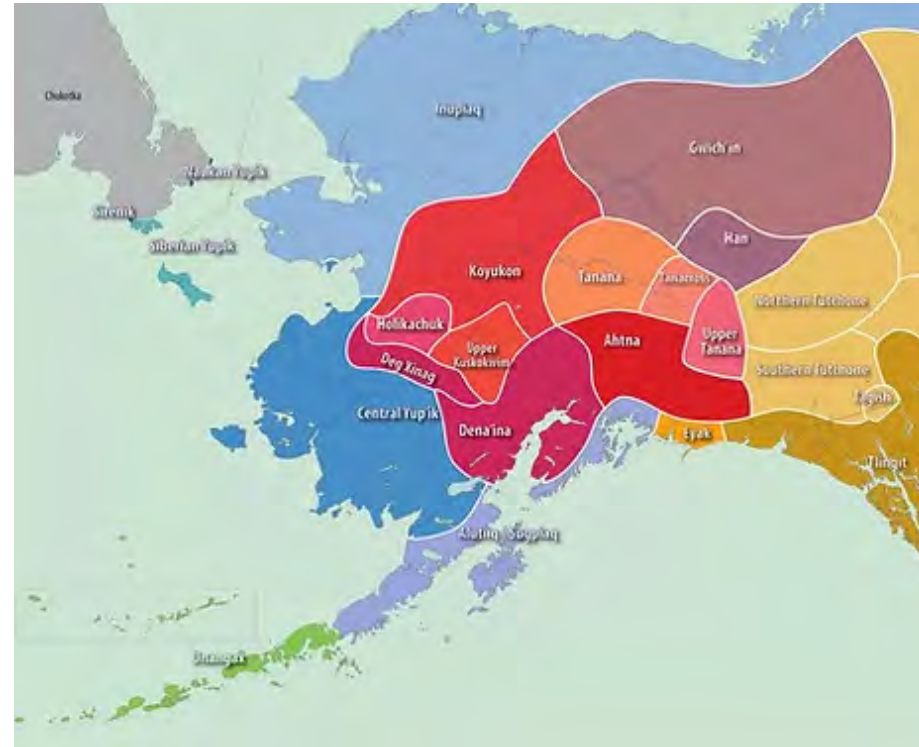 Chukotka
Inupiaq
Gwich'in
Naukan Yupik
Sirenik
Siberian Yupik
Han
Koyukon
Tanana
Tanacross
Northern Tutchone
Holikachuk
Upper
Kuskokwim
Ahtna
Upper
Tanana
Deg Xinag
Southern Tutchone
Tagish
Central Yup'ik
Dena'ina
Eyak
Tlingit
Alutiiq / Sugpiaq
Unangax